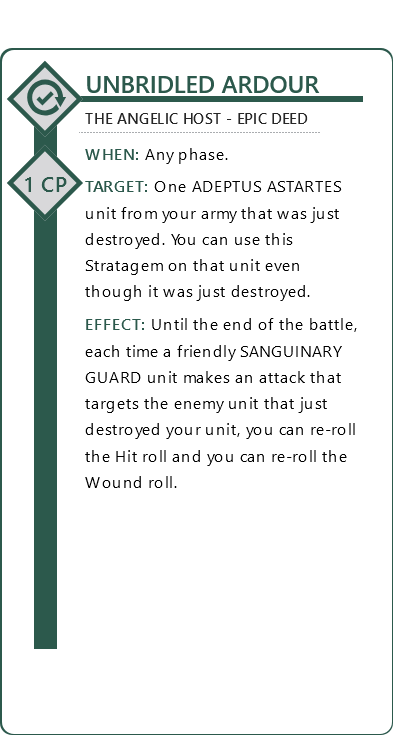 UNBRIDLED ARDOUR
THE ANGELIC HOST - EPIC DEED
1 CP
WHEN: Any phase.
TARGET: One ADEPTUS ASTARTES
unit from your army that was just
destroyed. You can use this
Stratagem on that unit even
though it was just destroyed.
EFFECT: Until the end of the battle,
each time a friendly SANGUINARY
GUARD unit makes an attack that
targets the enemy unit that just
destroyed your unit, you can re-roll
the Hit roll and you can re-roll the
Wound roll.